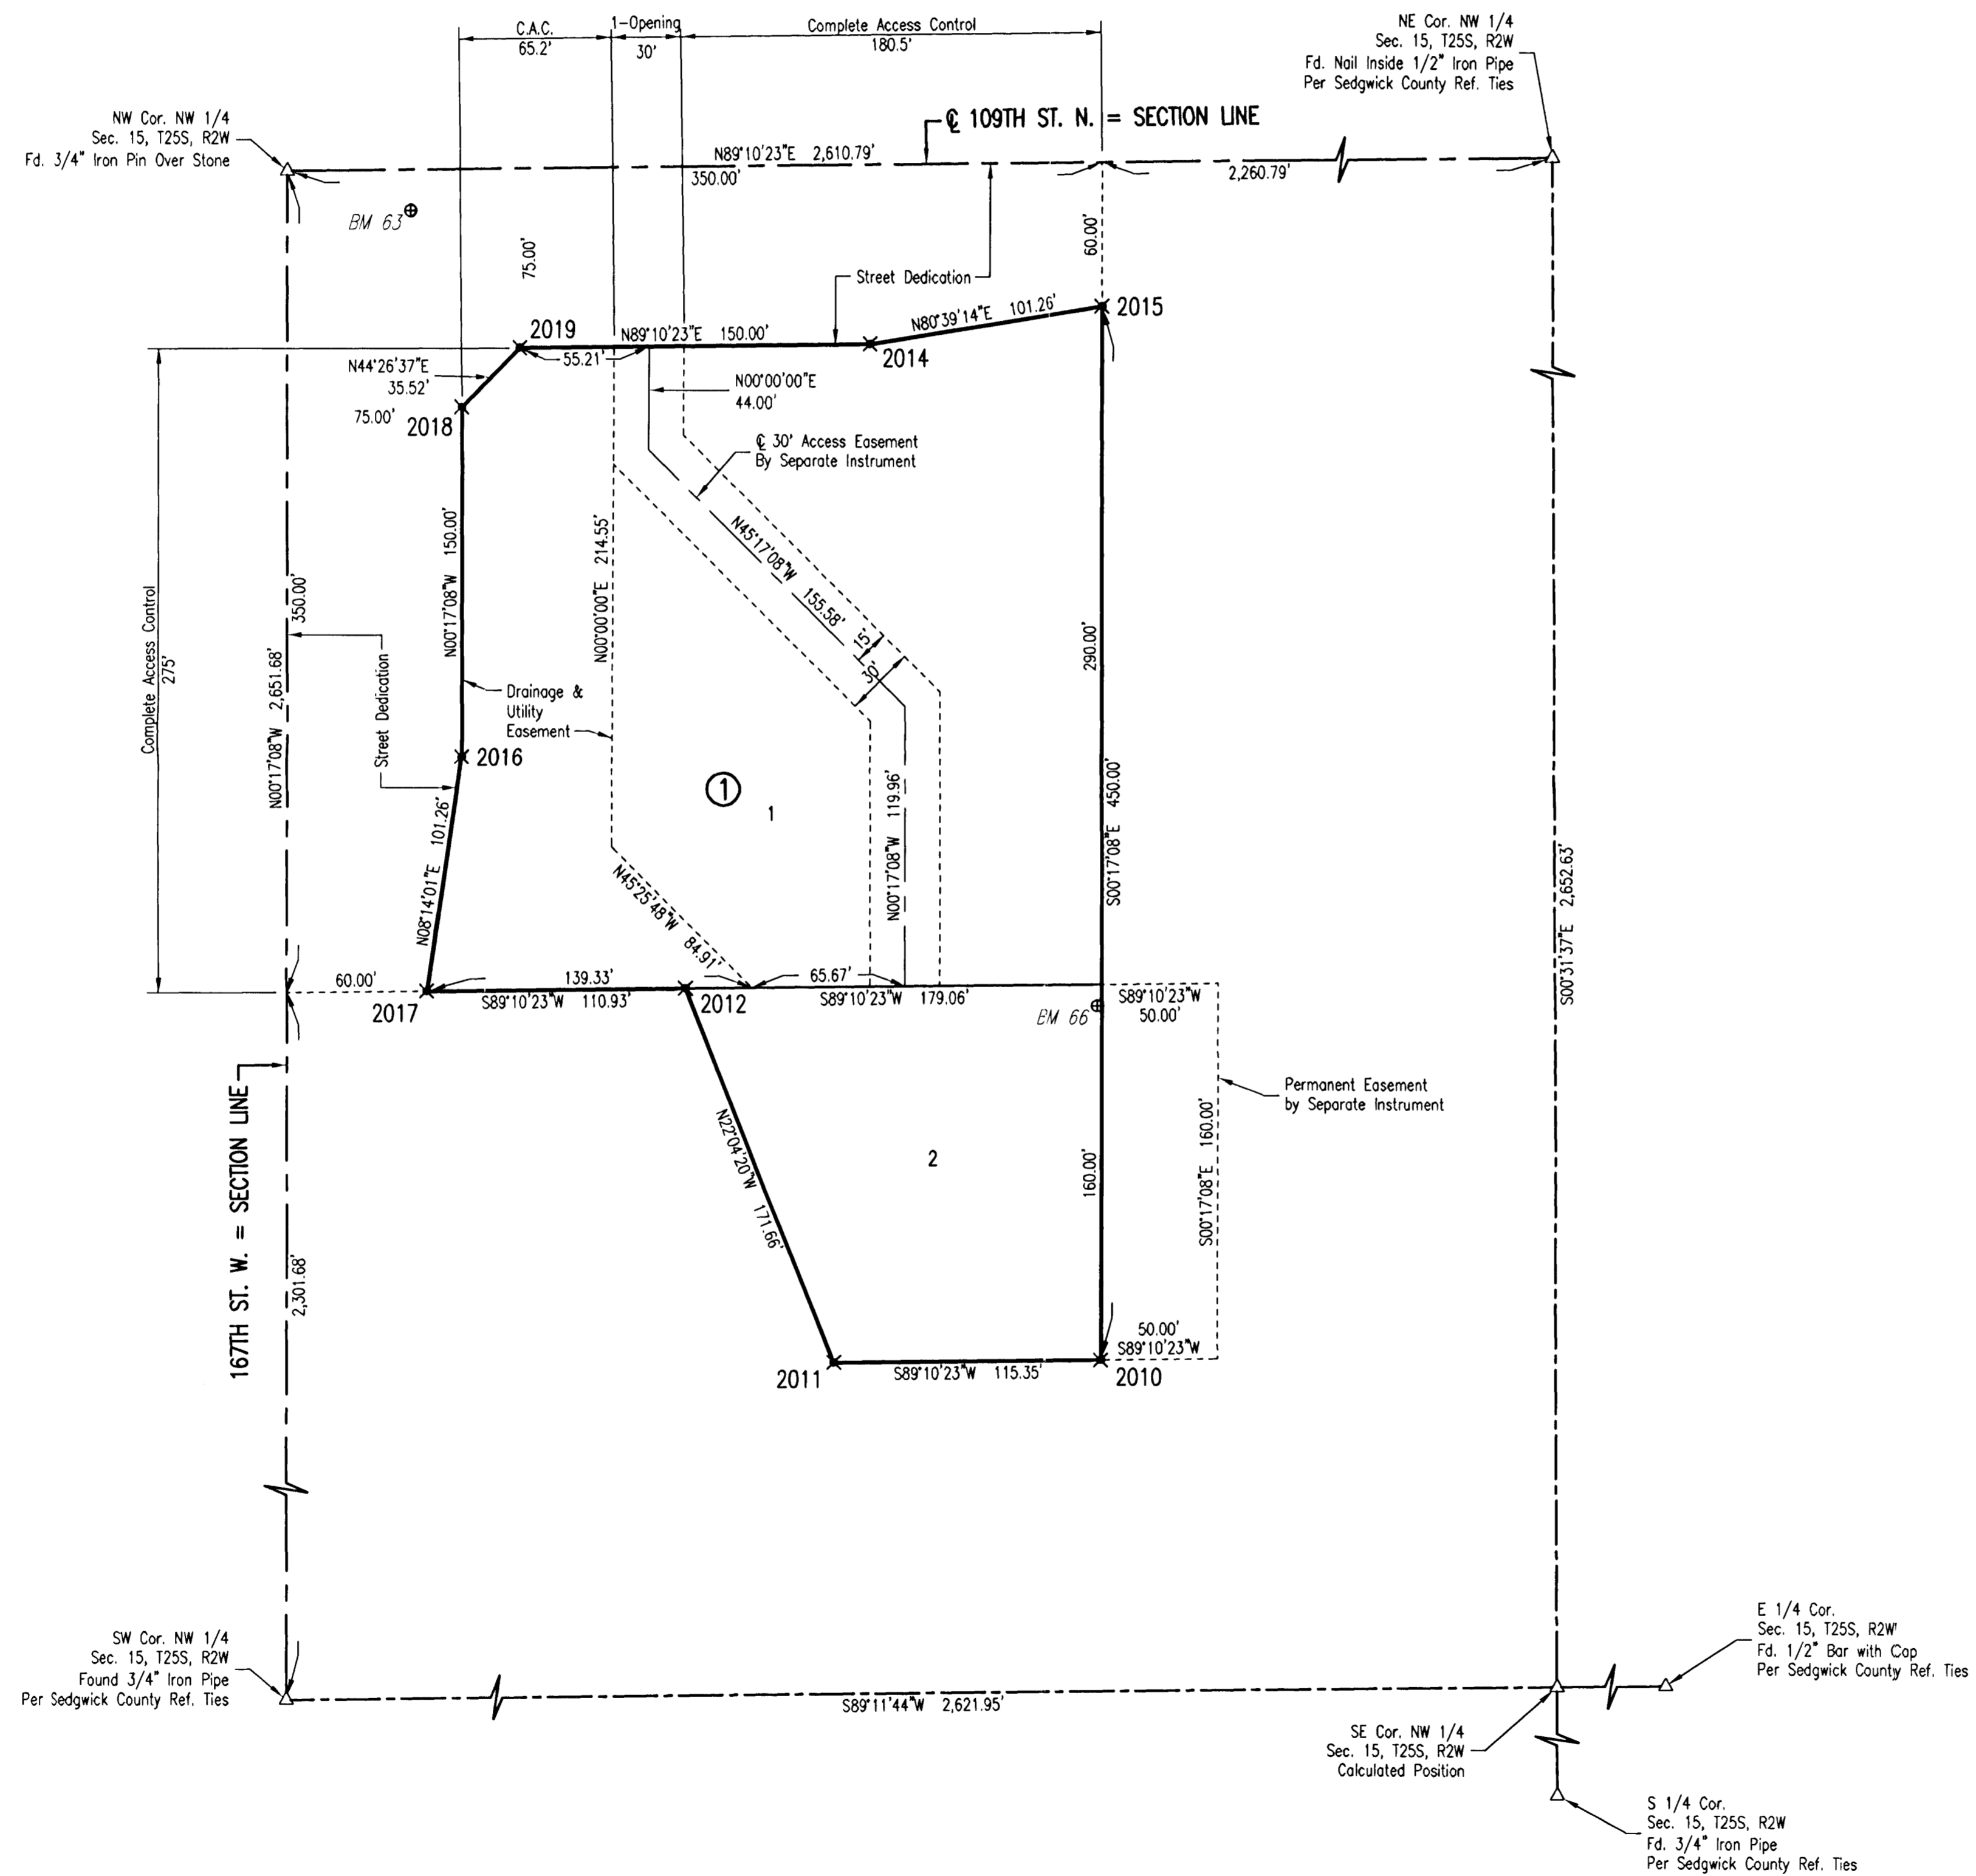 C.A.C.
65.2'
1-Opening
30'
Complete Access Control
180.5'
NE Cor. NW 1/4
Sec. 15, T25S, R2W
Fd. Nail Inside 1/2" Iron Pipe
Per Sedgwick County Ref. Ties
NW Cor. NW 1/4
Sec. 15, T25S, R2W
Fd. 3/4" Iron Pin Over Stone
℄ 109TH ST. N. = SECTION LINE
N89°10'23"E 2,610.79'
350.00'
2,260.79'
BM 63
75.00'
60.00'
Street Dedication
2015
N80°39'14"E 101.26'
2019
N89°10'23"E 150.00'
55.21'
2014
N44°26'37"E
35.52'
75.00'
2018
N00°00'00"E
44.00'
℄ 30' Access Easement
By Separate Instrument
N00°17'08"W 150.00'
N00°00'00"E 214.55'
N45°17'08"W 155.58'
15'
30'
290.00'
350.00'
Complete Access Control
275'
N00°17'08"W 2,651.68'
Street Dedication
Drainage &
Utility
Easement
2016
1
1
N00°17'08"W 119.96'
S00°17'08"E 450.00'
N08°14'01"E 101.26'
N45°25'48"W 84.91'
S00°31'37"E 2,652.63'
60.00'
2017
139.33'
S89°10'23"W 110.93'
2012
65.67'
S89°10'23"W 179.06'
S89°10'23"W
50.00'
BM 66
Permanent Easement
by Separate Instrument
167TH ST. W. = SECTION LINE
N22°04'20"W 171.66'
2
160.00'
S00°17'08"E 160.00'
2,301.68'
50.00'
S89°10'23"W
2011
S89°10'23"W 115.35'
2010
SW Cor. NW 1/4
Sec. 15, T25S, R2W
Found 3/4" Iron Pipe
Per Sedgwick County Ref. Ties
S89°11'44"W 2,621.95'
E 1/4 Cor.
Sec. 15, T25S, R2W
Fd. 1/2" Bar with Cap
Per Sedgwick County Ref. Ties
SE Cor. NW 1/4
Sec. 15, T25S, R2W
Calculated Position
S 1/4 Cor.
Sec. 15, T25S, R2W
Fd. 3/4" Iron Pipe
Per Sedgwick County Ref. Ties